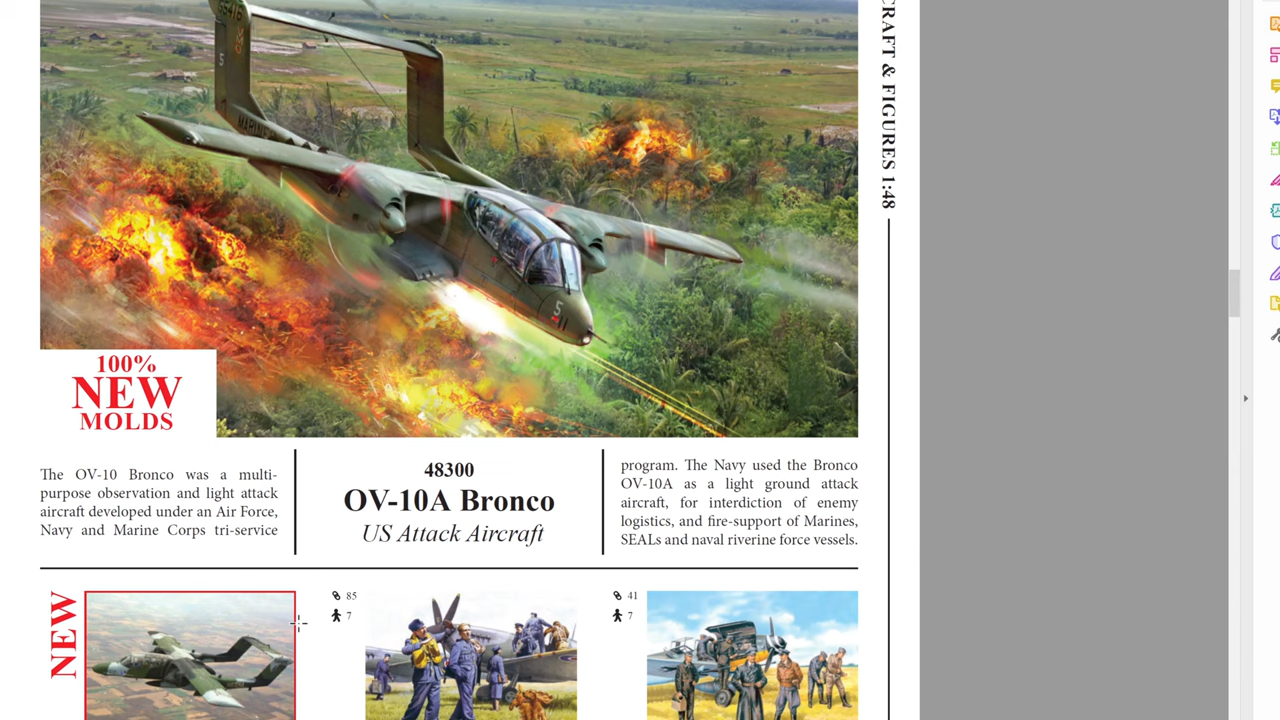 5
MARINES
5
CRAFT & FIGURES 1:48
100%
NEW
MOLDS
The OV-10 Bronco was a multi-
purpose observation and light attack
aircraft developed under an Air Force,
Navy and Marine Corps tri-service
48300
OV-10A Bronco
US Attack Aircraft
program. The Navy used the Bronco
OV-10A as a light ground attack
aircraft, for interdiction of enemy
logistics, and fire-support of Marines,
SEALs and naval riverine force vessels.
NEW
85
7
41
7